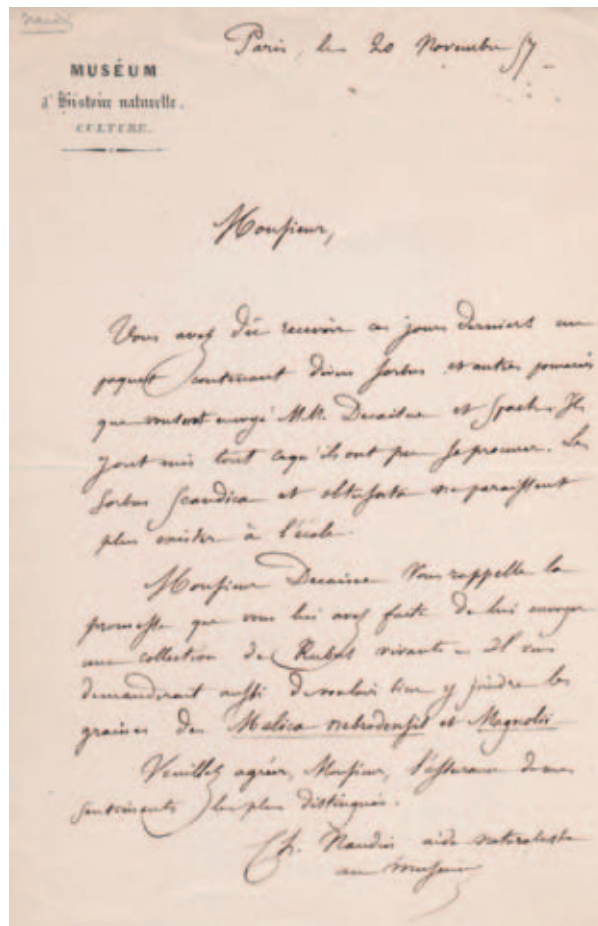 Naudin
Paris, le 20 Novembre 57
MUSÉUM
d'Histoire naturelle.
CULTURE.
Monsieur,
Vous avez dû recevoir ces jours derniers un
paquet contenant divers Sorbus et autres pomacées
que vous ont envoyé MM. Decaisne et Spach. Ils
y ont mis tout ce qu'ils ont pu se procurer. Les
Sorbus Scandica et obtusata ne paraissent
plus exister à l'école.
Monsieur Decaisne vous rappelle la
promesse que vous lui avez faite de lui envoyer
une collection de Rubus vivants. Il vous
demanderait aussi de vouloir bien y joindre les
graines des Melica nebrodensis et Magnolii
Veuillez agréer, Monsieur, l'assurance de mes
sentiments les plus distingués.
Ch. Naudin aide naturaliste
au museum